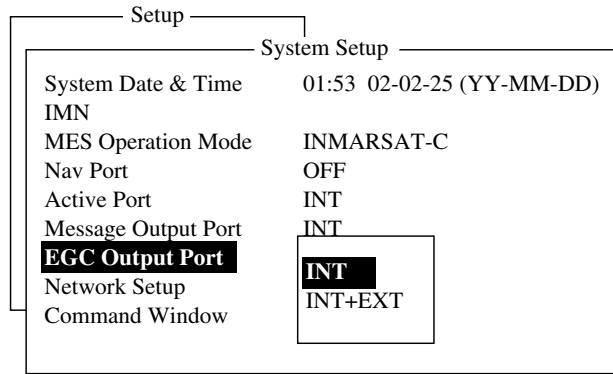 Setup
System Setup
System Date & Time 01:53 02-02-25 (YY-MM-DD)
IMN
MES Operation Mode INMARSAT-C
Nav Port OFF
Active Port INT
Message Output Port INT
EGC Output Port INT
Network Setup INT+EXT
Command Window